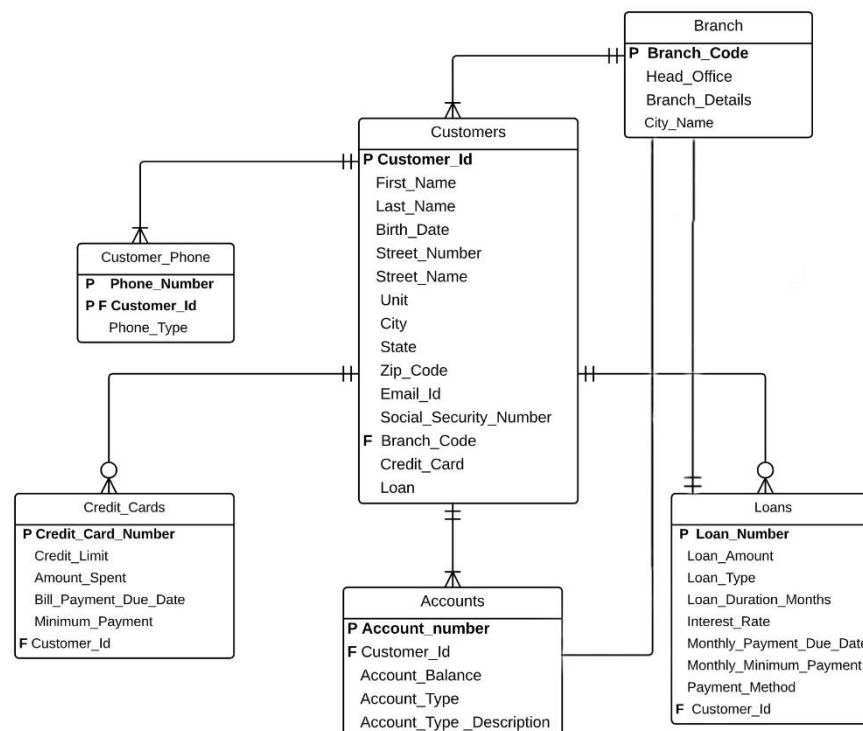 Branch
P Branch_Code
Head_Office
Branch_Details
City_Name
Customers
P Customer_Id
First_Name
Last_Name
Birth_Date
Street_Number
Street_Name
Unit
City
State
Zip_Code
Email_Id
Social_Security_Number
F Branch_Code
Credit_Card
Loan
Customer_Phone
P Phone_Number
P F Customer_Id
Phone_Type
Credit_Cards
P Credit_Card_Number
Credit_Limit
Amount_Spent
Bill_Payment_Due_Date
Minimum_Payment
F Customer_Id
Accounts
P Account_number
F Customer_Id
Account_Balance
Account_Type
Account_Type _Description
Loans
P Loan_Number
Loan_Amount
Loan_Type
Loan_Duration_Months
Interest_Rate
Monthly_Payment_Due_Date
Monthly_Minimum_Payment
Payment_Method
F Customer_Id